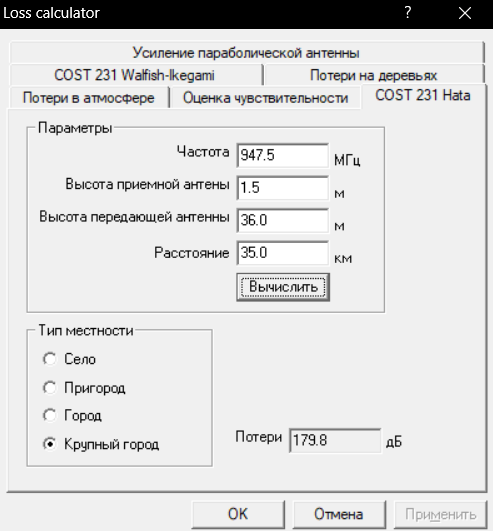 Loss calculator
Усиление параболической антенны
COST 231 Walfish-Ikegami Потери на деревьях
Потери в атмосфере Оценка чувствительности COST 231 Hata
Параметры
Частота 947.5 МГц
Высота приемной антены 1.5 м
Высота передающей антенны 36.0 м
Расстояние 35.0 км
Вычислить
Тип местности
Село
Пригород
Город
Крупный город
Потери 179.8 дБ
OK Отмена Применить